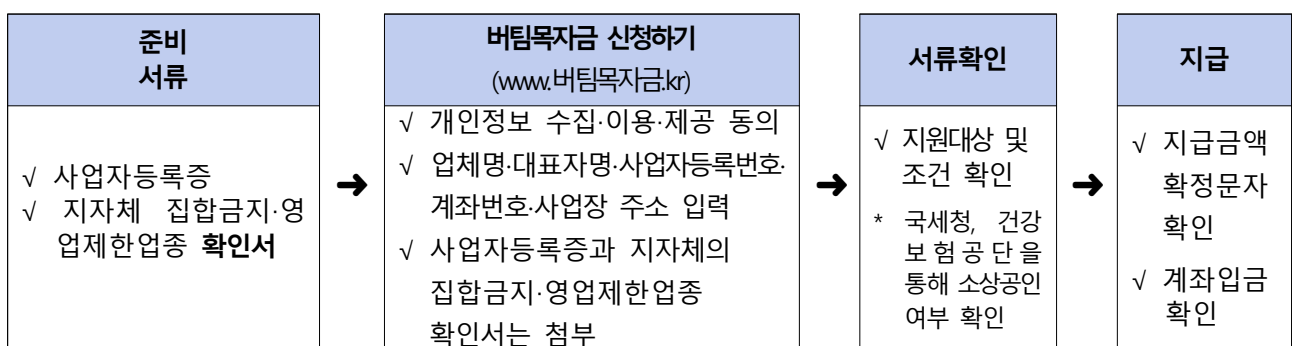 준비
서류
√ 사업자등록증
√ 지자체 집합금지·영
업제한업종 확인서
➜
버팀목자금 신청하기
(www.버팀목자금.kr)
√ 개인정보 수집·이용·제공 동의
√ 업체명·대표자명·사업자등록번호·
계좌번호·사업장 주소 입력
√ 사업자등록증과 지자체의
집합금지·영업제한업종
확인서는 첨부
➜
서류확인
√ 지원대상 및
조건 확인
* 국세청, 건강
보험공단을
통해 소상공인
여부 확인
➜
지급
√ 지급금액
확정문자
확인
√ 계좌입금
확인